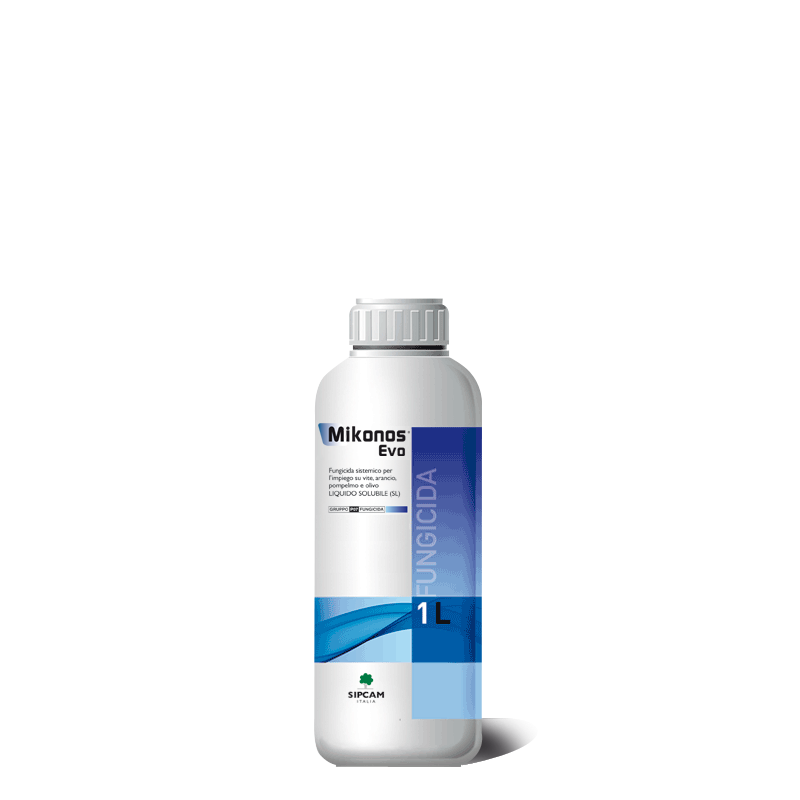 Mikonos®
Evo
Fungicida sistemico per
l'impiego su vite, arancio,
pompelmo e olivo
LIQUIDO SOLUBILE (SL)
GRUPPO P07 FUNGICIDA
FUNGICIDA
1 L
SIPCAM
ITALIA